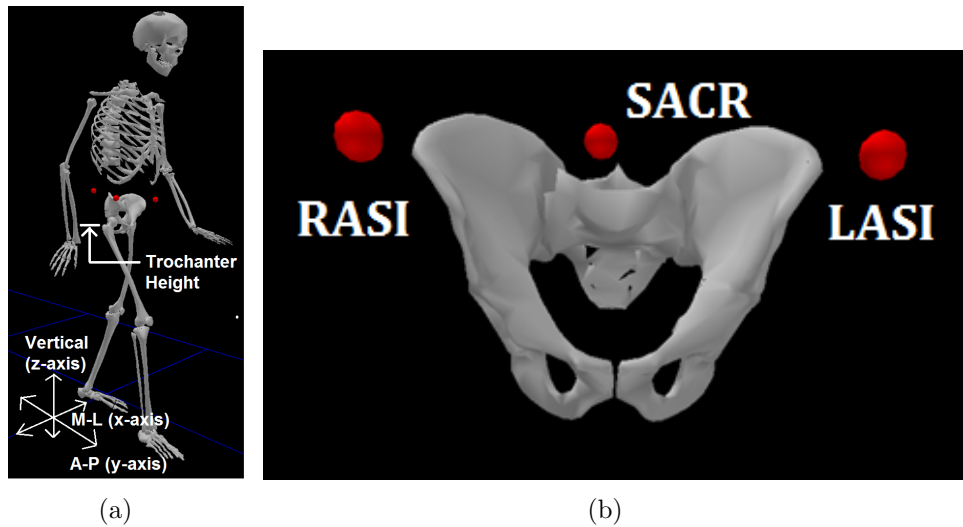 Trochanter
Height
Vertical
(z-axis)
M-L (x-axis)
A-P (y-axis)
(a)
SACR
RASI
LASI
(b)